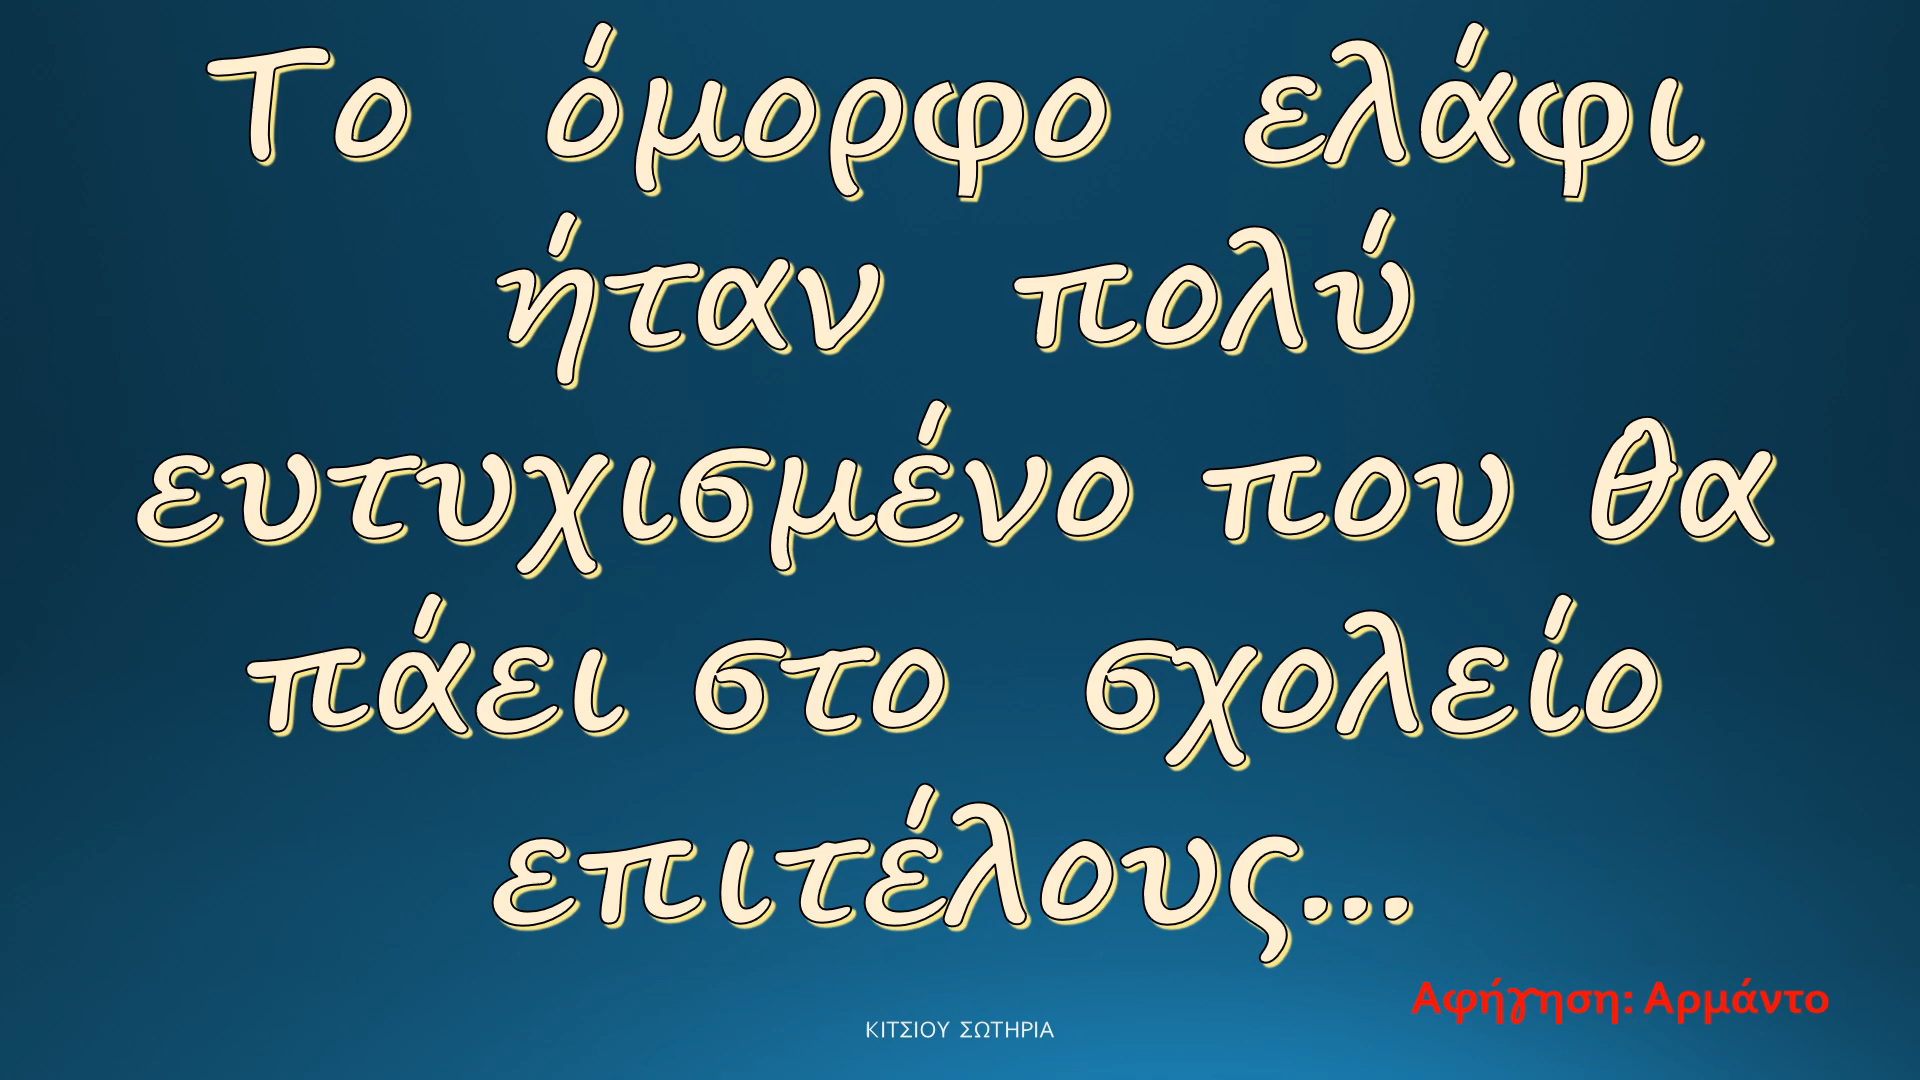 Το όμορφο ελάφι
ήταν πολύ
ευτυχισμένο που θα
πάει στο σχολείο
επιτέλους...
Αφήγηση: Αρμάντο
ΚΙΤΣΙΟΥ ΣΩΤΗΡΙΑ